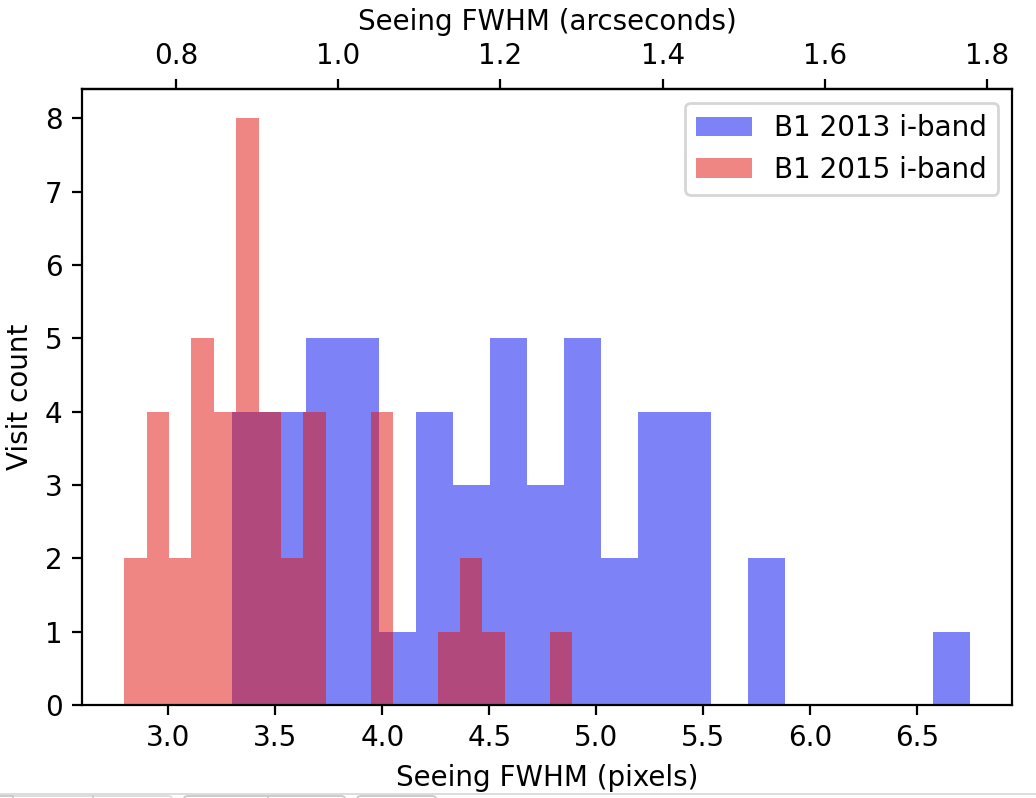 Seeing FWHM (arcseconds)
0.8 1.0 1.2 1.4 1.6 1.8
B1 2013 i-band
B1 2015 i-band
Visit count
8
7
6
5
4
3
2
1
0
3.0 3.5 4.0 4.5 5.0 5.5 6.0 6.5
Seeing FWHM (pixels)